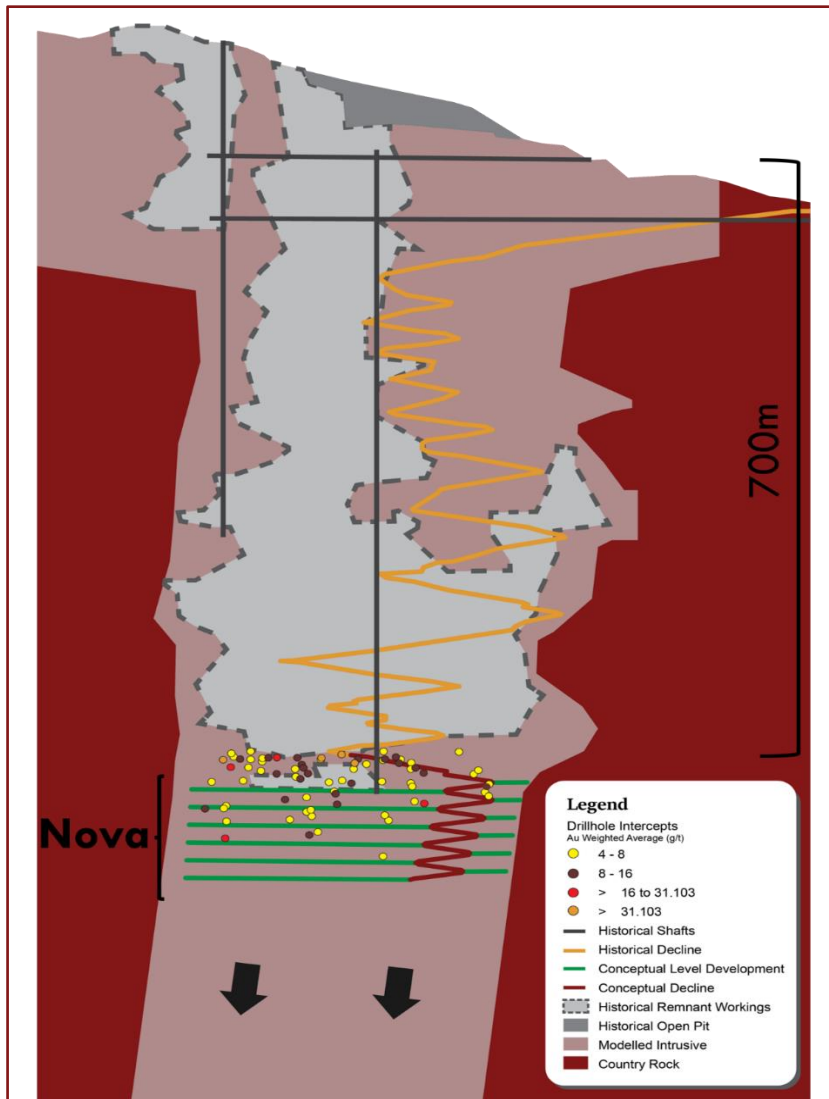 700m
Nova
Legend
Drillhole Intercepts
Au Weighted Average (g/t)
4 - 8
8 - 16
> 16 to 31.103
> 31.103
Historical Shafts
Historical Decline
Conceptual Level Development
Conceptual Decline
Historical Remnant Workings
Historical Open Pit
Modelled Intrusive
Country Rock